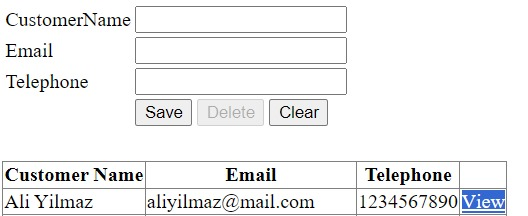 CustomerName
Email
Telephone
Save Delete Clear
Customer Name Email Telephone
Ali Yilmaz aliyilmaz@mail.com 1234567890 View